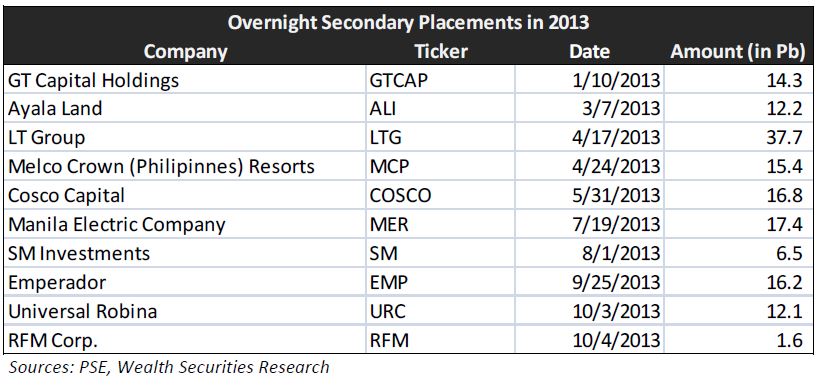 Overnight Secondary Placements in 2013
Company Ticker Date Amount (in Pb)
GT Capital Holdings GTCAP 1/10/2013 14.3
Ayala Land ALI 3/7/2013 12.2
LT Group LTG 4/17/2013 37.7
Melco Crown (Philipinnes) Resorts MCP 4/24/2013 15.4
Cosco Capital COSCO 5/31/2013 16.8
Manila Electric Company MER 7/19/2013 17.4
SM Investments SM 8/1/2013 6.5
Emperador EMP 9/25/2013 16.2
Universal Robina URC 10/3/2013 12.1
RFM Corp. RFM 10/4/2013 1.6
Sources: PSE, Wealth Securities Research